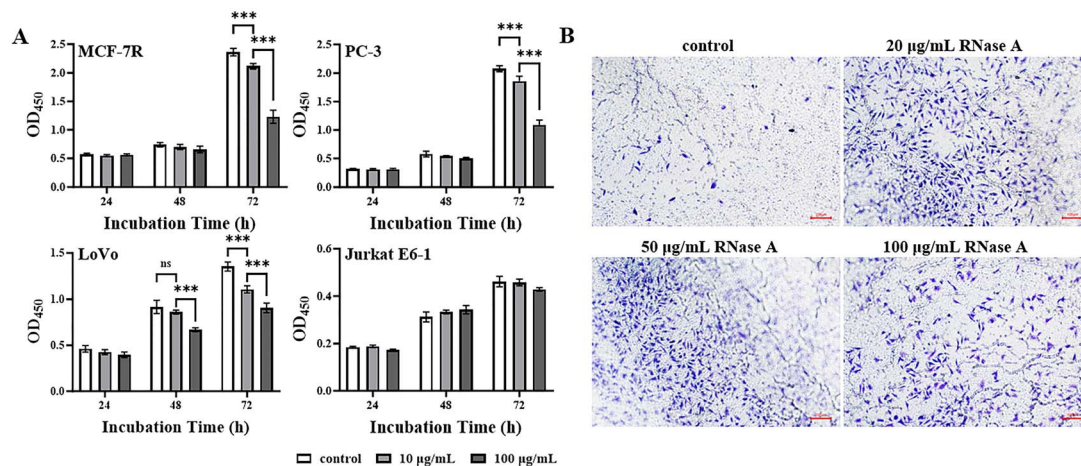 A
MCF-7R
***
***
OD450
2.5
2.0
1.5
1.0
0.5
0.0
24
48
72
Incubation Time (h)
PC-3
***
***
OD450
2.5
2.0
1.5
1.0
0.5
0.0
24
48
72
Incubation Time (h)
LoVo
ns
***
***
***
OD450
1.5
1.0
0.5
0.0
24
48
72
Incubation Time (h)
Jurkat E6-1
OD450
0.6
0.4
0.2
0.0
24
48
72
Incubation Time (h)
control 10 µg/mL 100 µg/mL
B
control
20 µg/mL RNase A
50 µg/mL RNase A
100 µg/mL RNase A